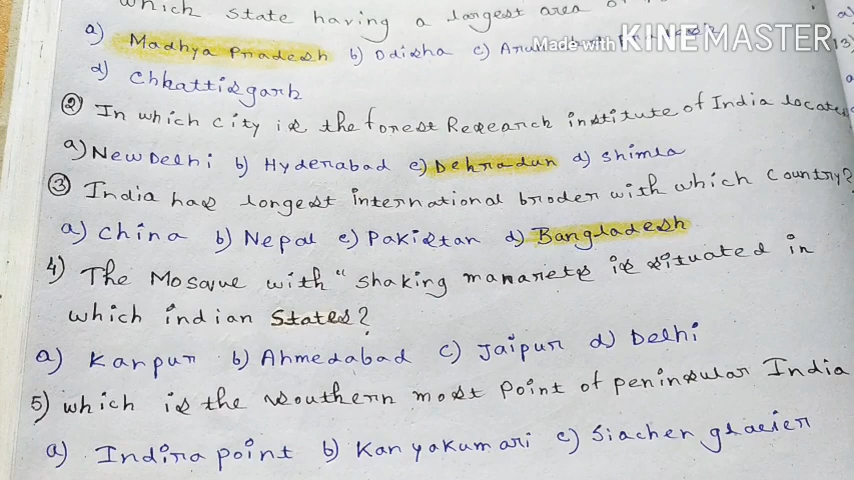 which state having a largest area of
a) Madhya Pradesh b) Odisha c)
Made with KINEMASTER
d) Chhattisgarh
13)
② In which city is the forest Research institute of India located
a) New Delhi b) Hyderabad c) Dehradun d) shimla
③ India has longest international broder with which country?
a) China b) Nepal c) Pakistan d) Bangladesh
4) The Mosque with "shaking manarets is situated in
which indian states?
a) Kanpur b) Ahmedabad c) Jaipur d) Delhi
5) which is the southern most point of peninsular India
a) Indira point b) Kanyakumari c) Siachen glacier